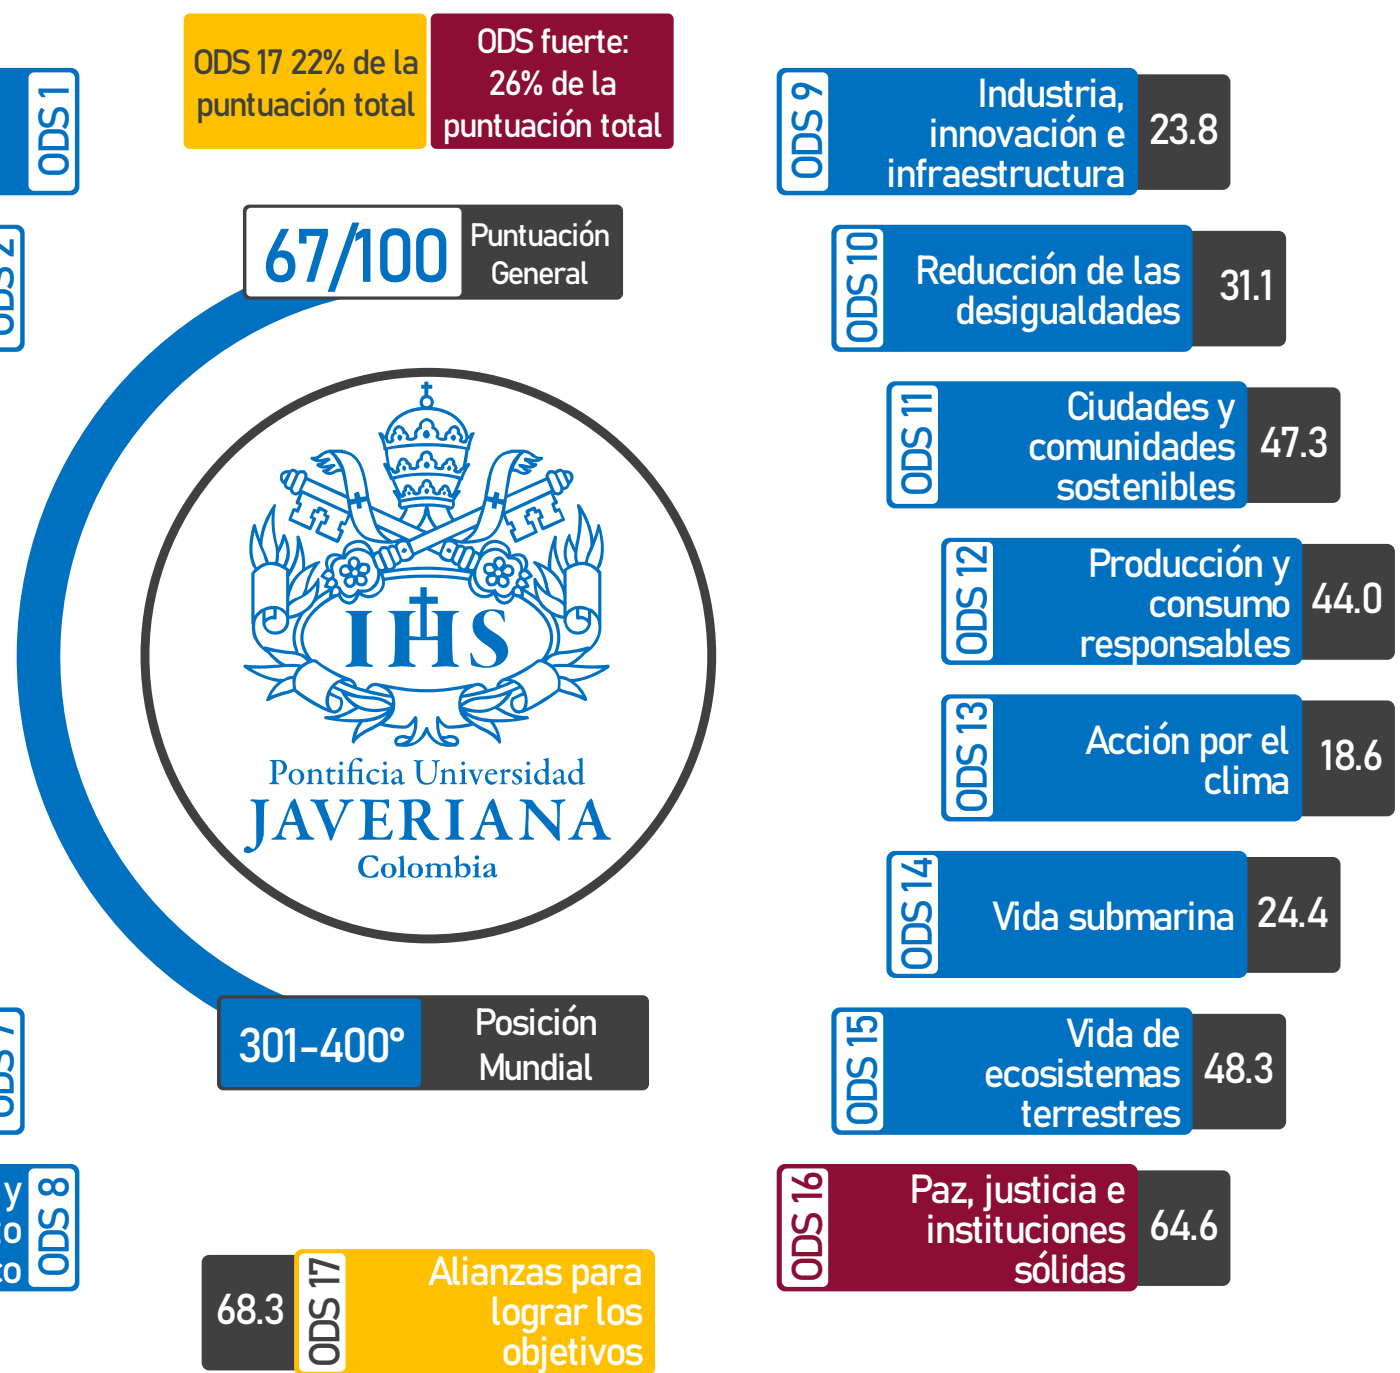 ODS 17 22% de la
puntuación total
ODS fuerte:
26% de la
puntuación total
67/100
Puntuación
General
IHS
Pontificia Universidad
JAVERIANA
Colombia
301-400°
Posición
Mundial
ODS 1
ODS 2
ODS 7
y
ODS 8
68.3
ODS 17
Alianzas para
lograr los
objetivos
ODS 9
Industria,
innovación e
infraestructura
23.8
ODS 10
Reducción de las
desigualdades
31.1
ODS 11
Ciudades y
comunidades
sostenibles
47.3
ODS 12
Producción y
consumo
responsables
44.0
ODS 13
Acción por el
clima
18.6
ODS 14
Vida submarina
24.4
ODS 15
Vida de
ecosistemas
terrestres
48.3
ODS 16
Paz, justicia e
instituciones
sólidas
64.6